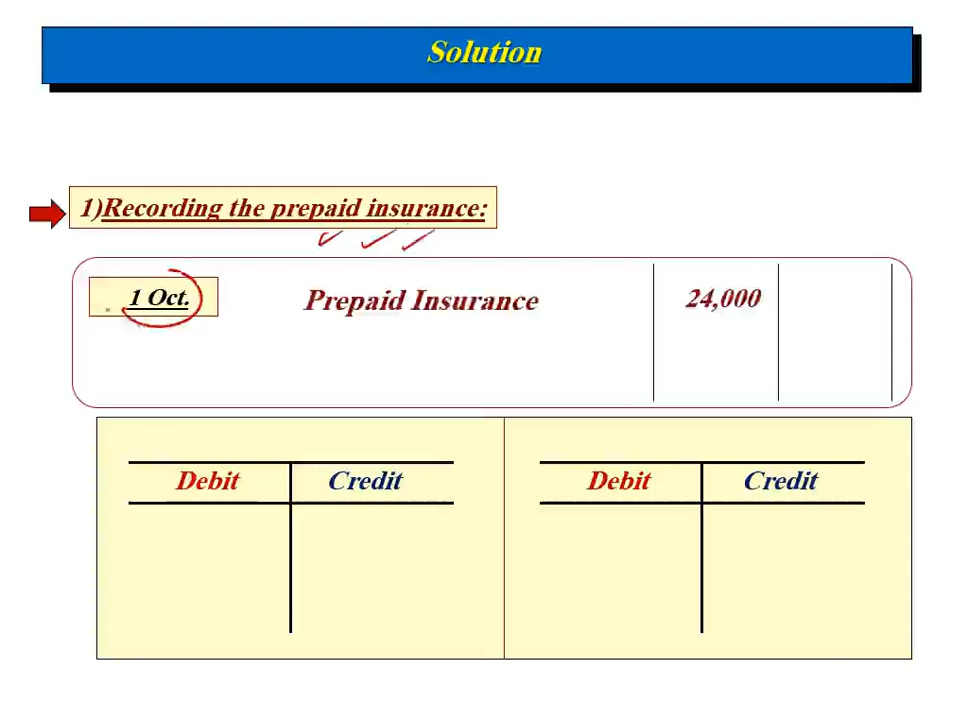 Solution
1)Recording the prepaid insurance:
1 Oct. Prepaid Insurance 24,000
Debit Credit Debit Credit